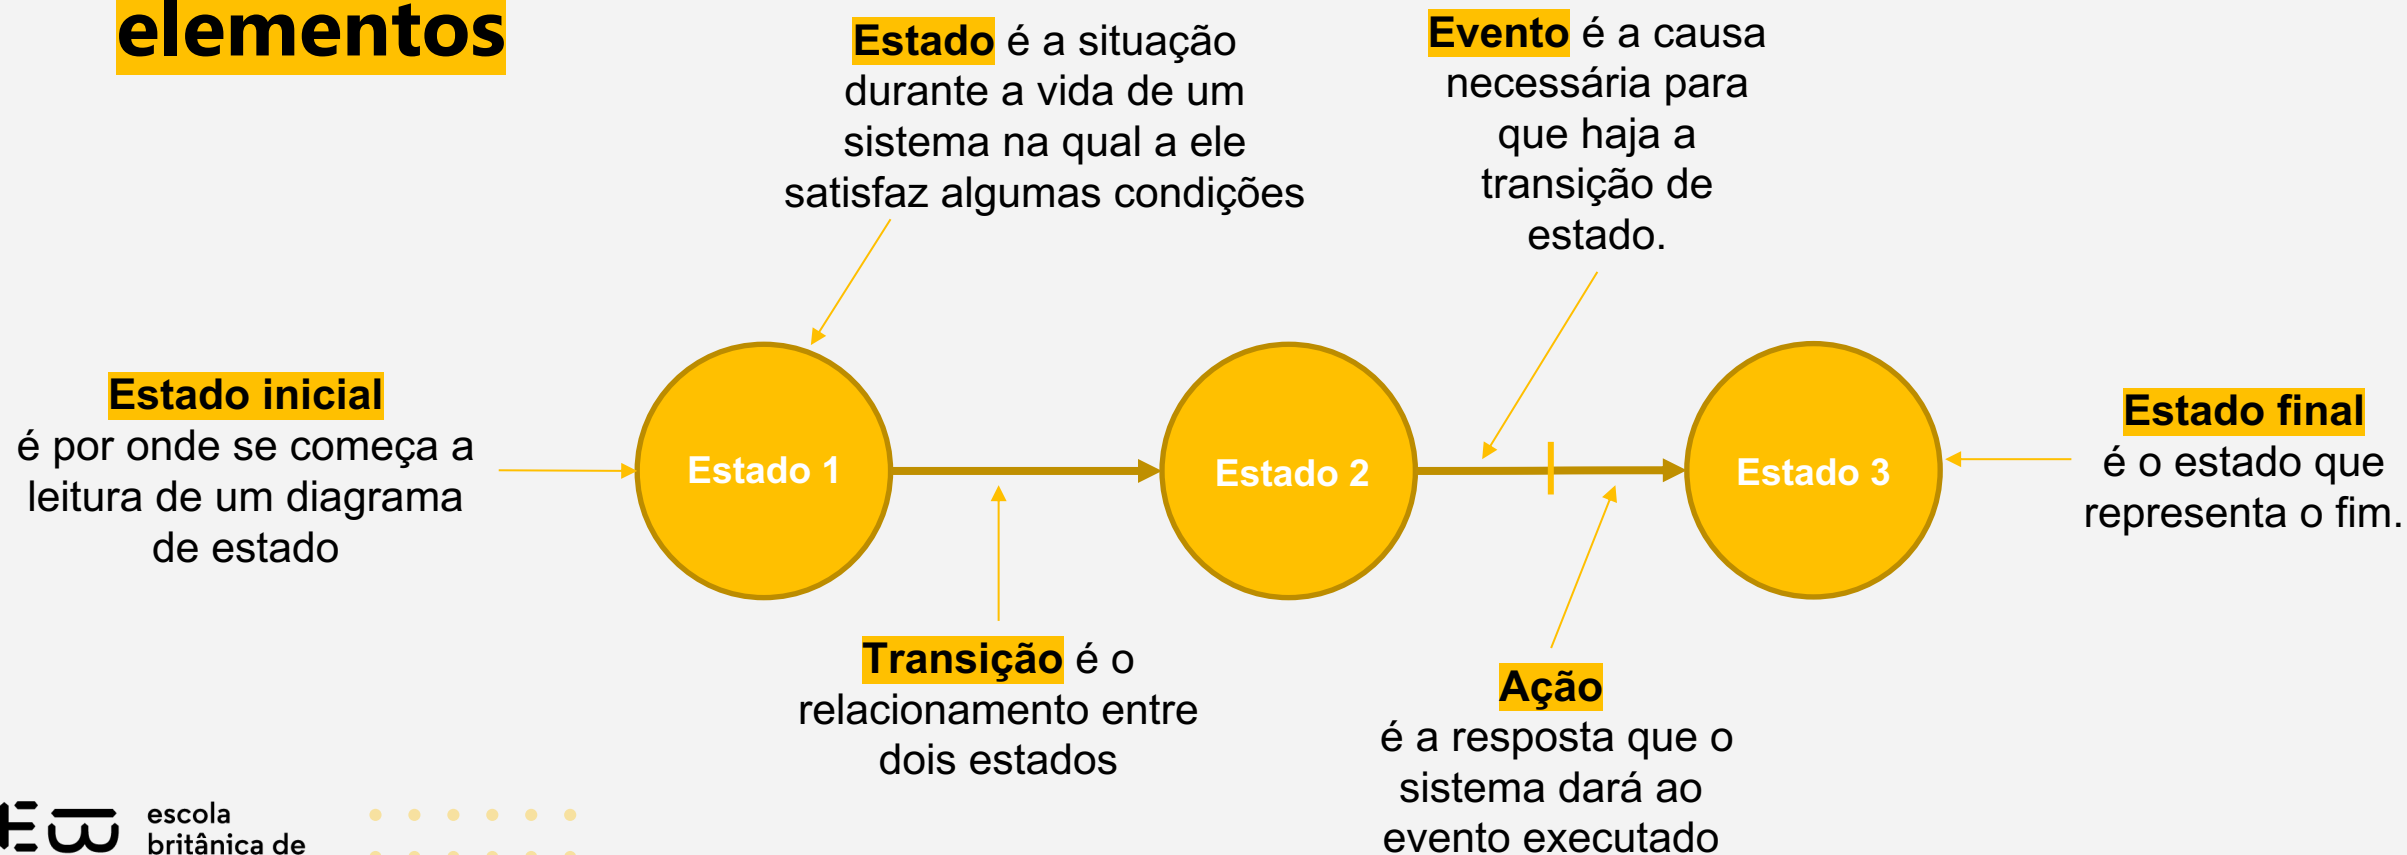 elementos
Estado é a situação
durante a vida de um
sistema na qual a ele
satisfaz algumas condições
Evento é a causa
necessária para
que haja a
transição de
estado.
Estado inicial
é por onde se começa a
leitura de um diagrama
de estado
Estado 1
Estado 2
Estado 3
Estado final
é o estado que
representa o fim.
Transição é o
relacionamento entre
dois estados
Ação
é a resposta que o
sistema dará ao
evento executado
escola
britânica de